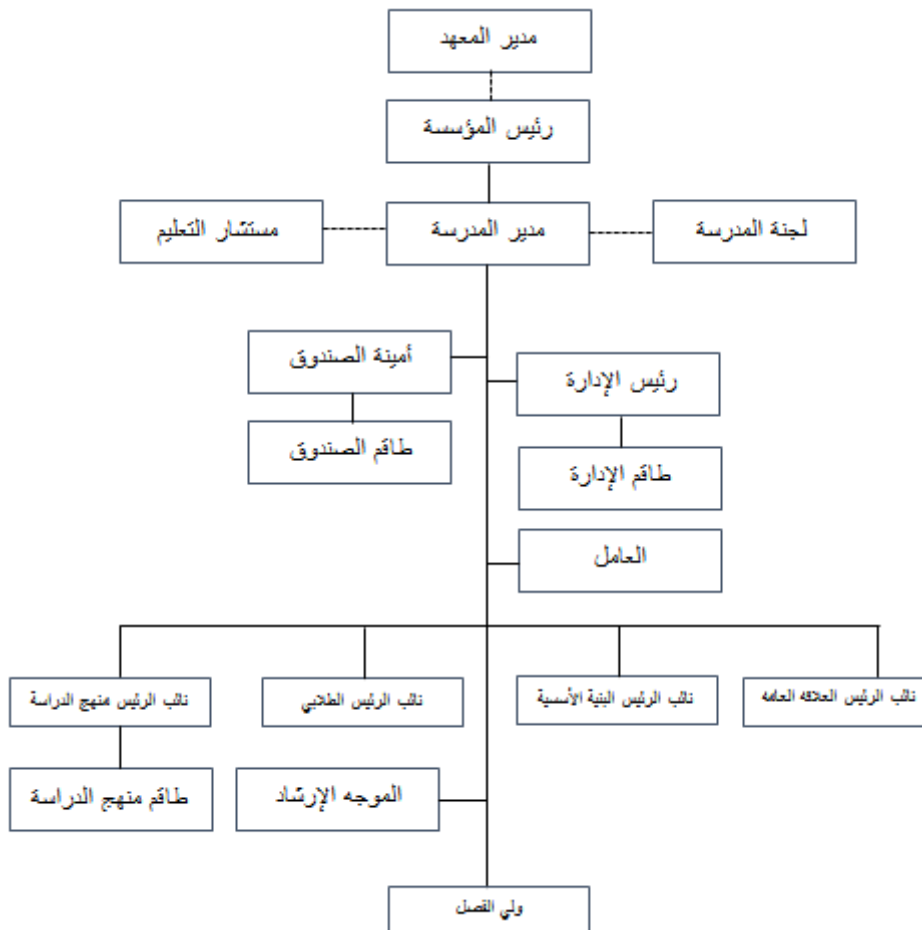 مدير المعهد
رئيس المؤسسة
لجنة المدرسة
مدير المدرسة
مستشار التعليم
أمينة الصندوق
رئيس الإدارة
طاقم الصندوق
طاقم الإدارة
العامل
نائب الرئيس العلاقه العامه
نائب الرئيس البنية الأسسية
نائب الرئيس الطلابي
نائب الرئيس منهج الدراسة
الموجه الإرشاد
طاقم منهج الدراسة
ولي الفصل